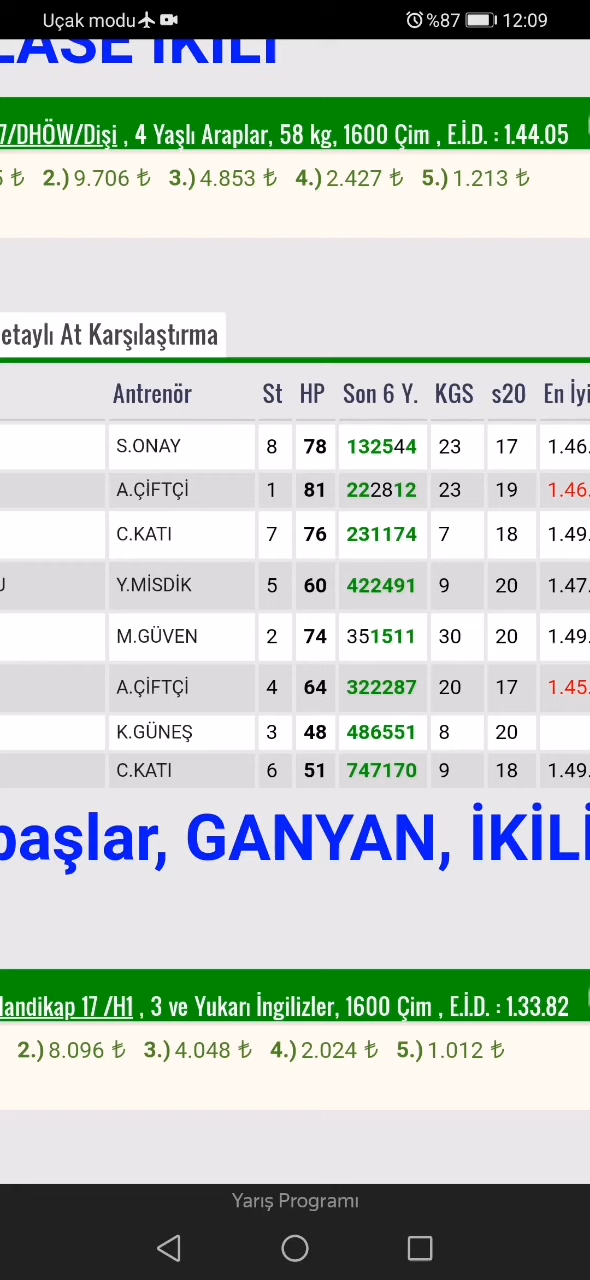 Uçak modu %87 12:09
LASE İKİLİ
7/DHÖW/Dişi , 4 Yaşlı Araplar, 58 kg, 1600 Çim , E.İ.D. : 1.44.05
5 ₺ 2.) 9.706 ₺ 3.) 4.853 ₺ 4.) 2.427 ₺ 5.) 1.213 ₺
etaylı At Karşılaştırma
Antrenör St HP Son 6 Y. KGS s20 En İyi
S.ONAY 8 78 132544 23 17 1.46.
A.ÇİFTÇİ 1 81 222812 23 19 1.46.
C.KATI 7 76 231174 7 18 1.49.
U Y.MİSDİK 5 60 422491 9 20 1.47.
M.GÜVEN 2 74 351511 30 20 1.49.
A.ÇİFTÇİ 4 64 322287 20 17 1.45.
K.GÜNEŞ 3 48 486551 8 20
C.KATI 6 51 747170 9 18 1.49.
başlar, GANYAN, İKİLİ
Handikap 17 /H1 , 3 ve Yukarı İngilizler, 1600 Çim , E.İ.D. : 1.33.82
2.) 8.096 ₺ 3.) 4.048 ₺ 4.) 2.024 ₺ 5.) 1.012 ₺
Yarış Programı